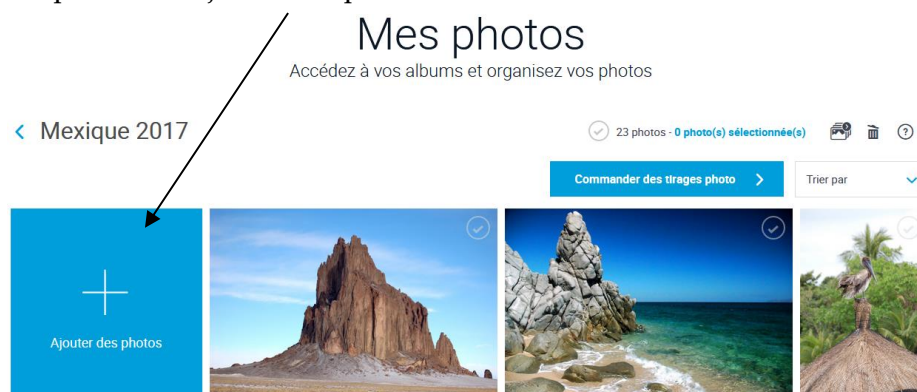 Mes photos
Accédez à vos albums et organisez vos photos
Mexique 2017
23 photos - 0 photo(s) sélectionnée(s)
Commander des tirages photo
Trier par
Ajouter des photos